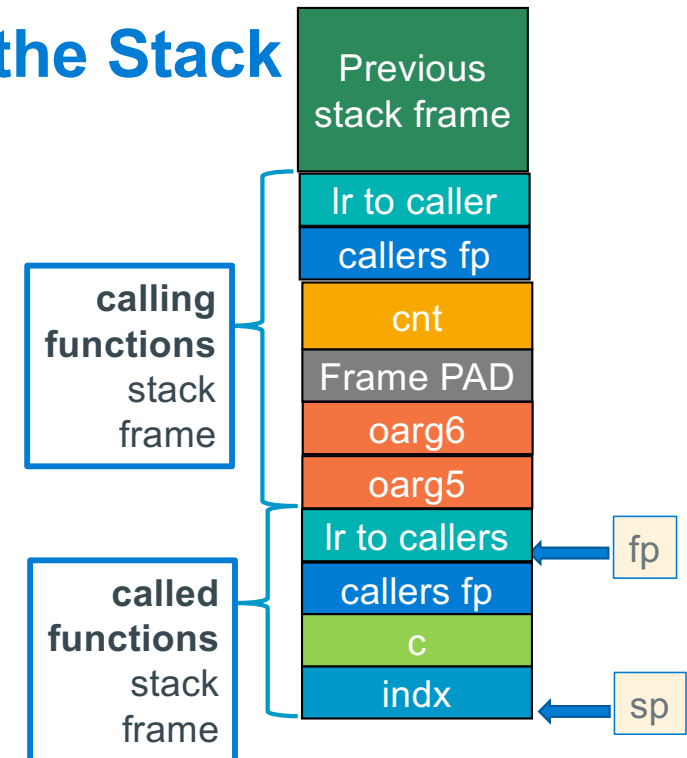 the Stack
Previous
stack frame
lr to caller
callers fp
calling
functions
stack
frame
cnt
Frame PAD
oarg6
oarg5
lr to callers
fp
callers fp
called
functions
stack
frame
c
indx
sp